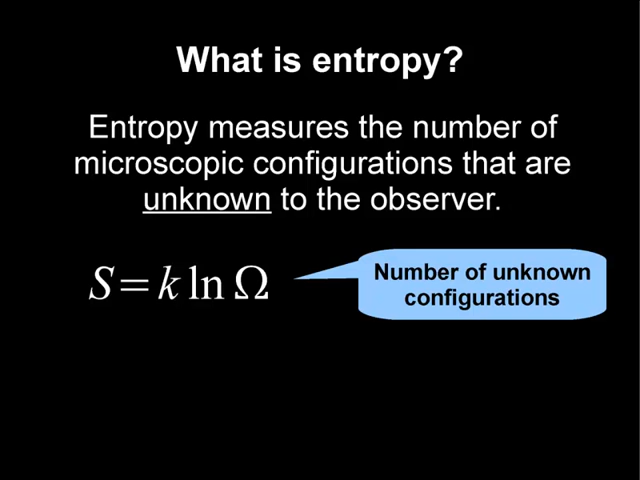 What is entropy?
Entropy measures the number of
microscopic configurations that are
unknown to the observer.
S = k ln Ω
Number of unknown
configurations